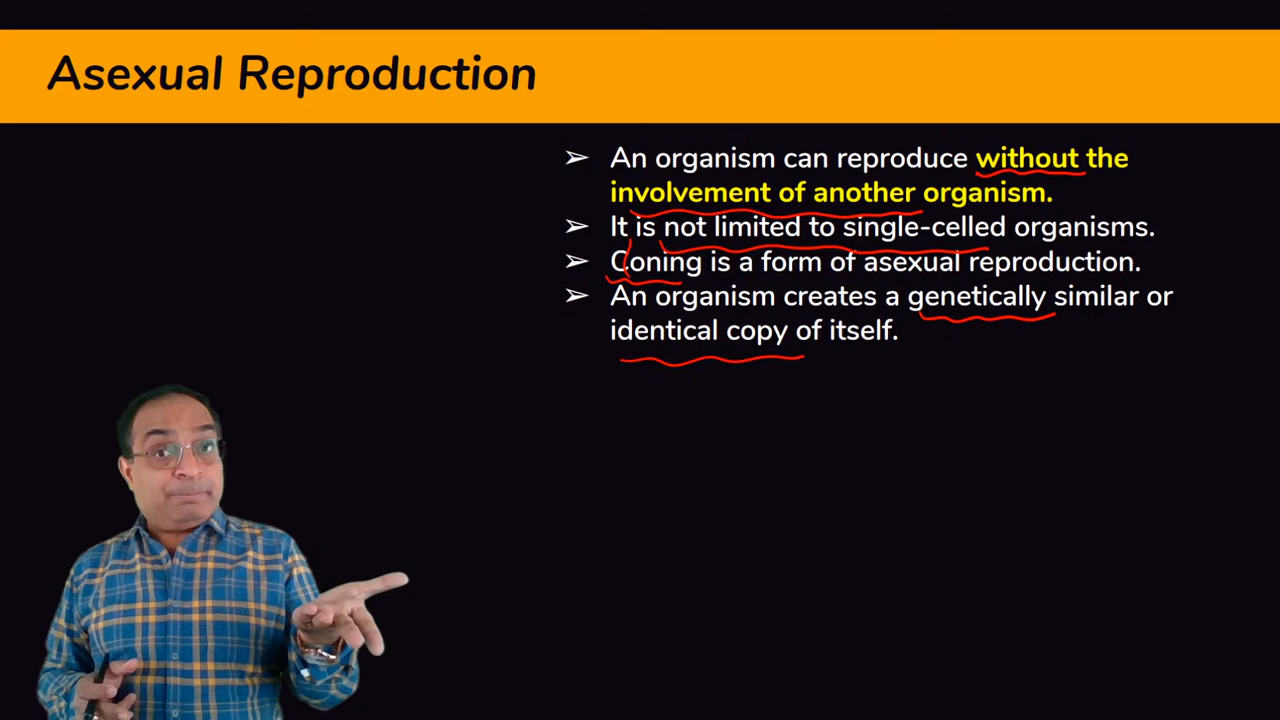 Asexual Reproduction
➢ An organism can reproduce without the
involvement of another organism.
➢ It is not limited to single-celled organisms.
➢ Coning is a form of asexual reproduction.
➢ An organism creates a genetically similar or
identical copy of itself.